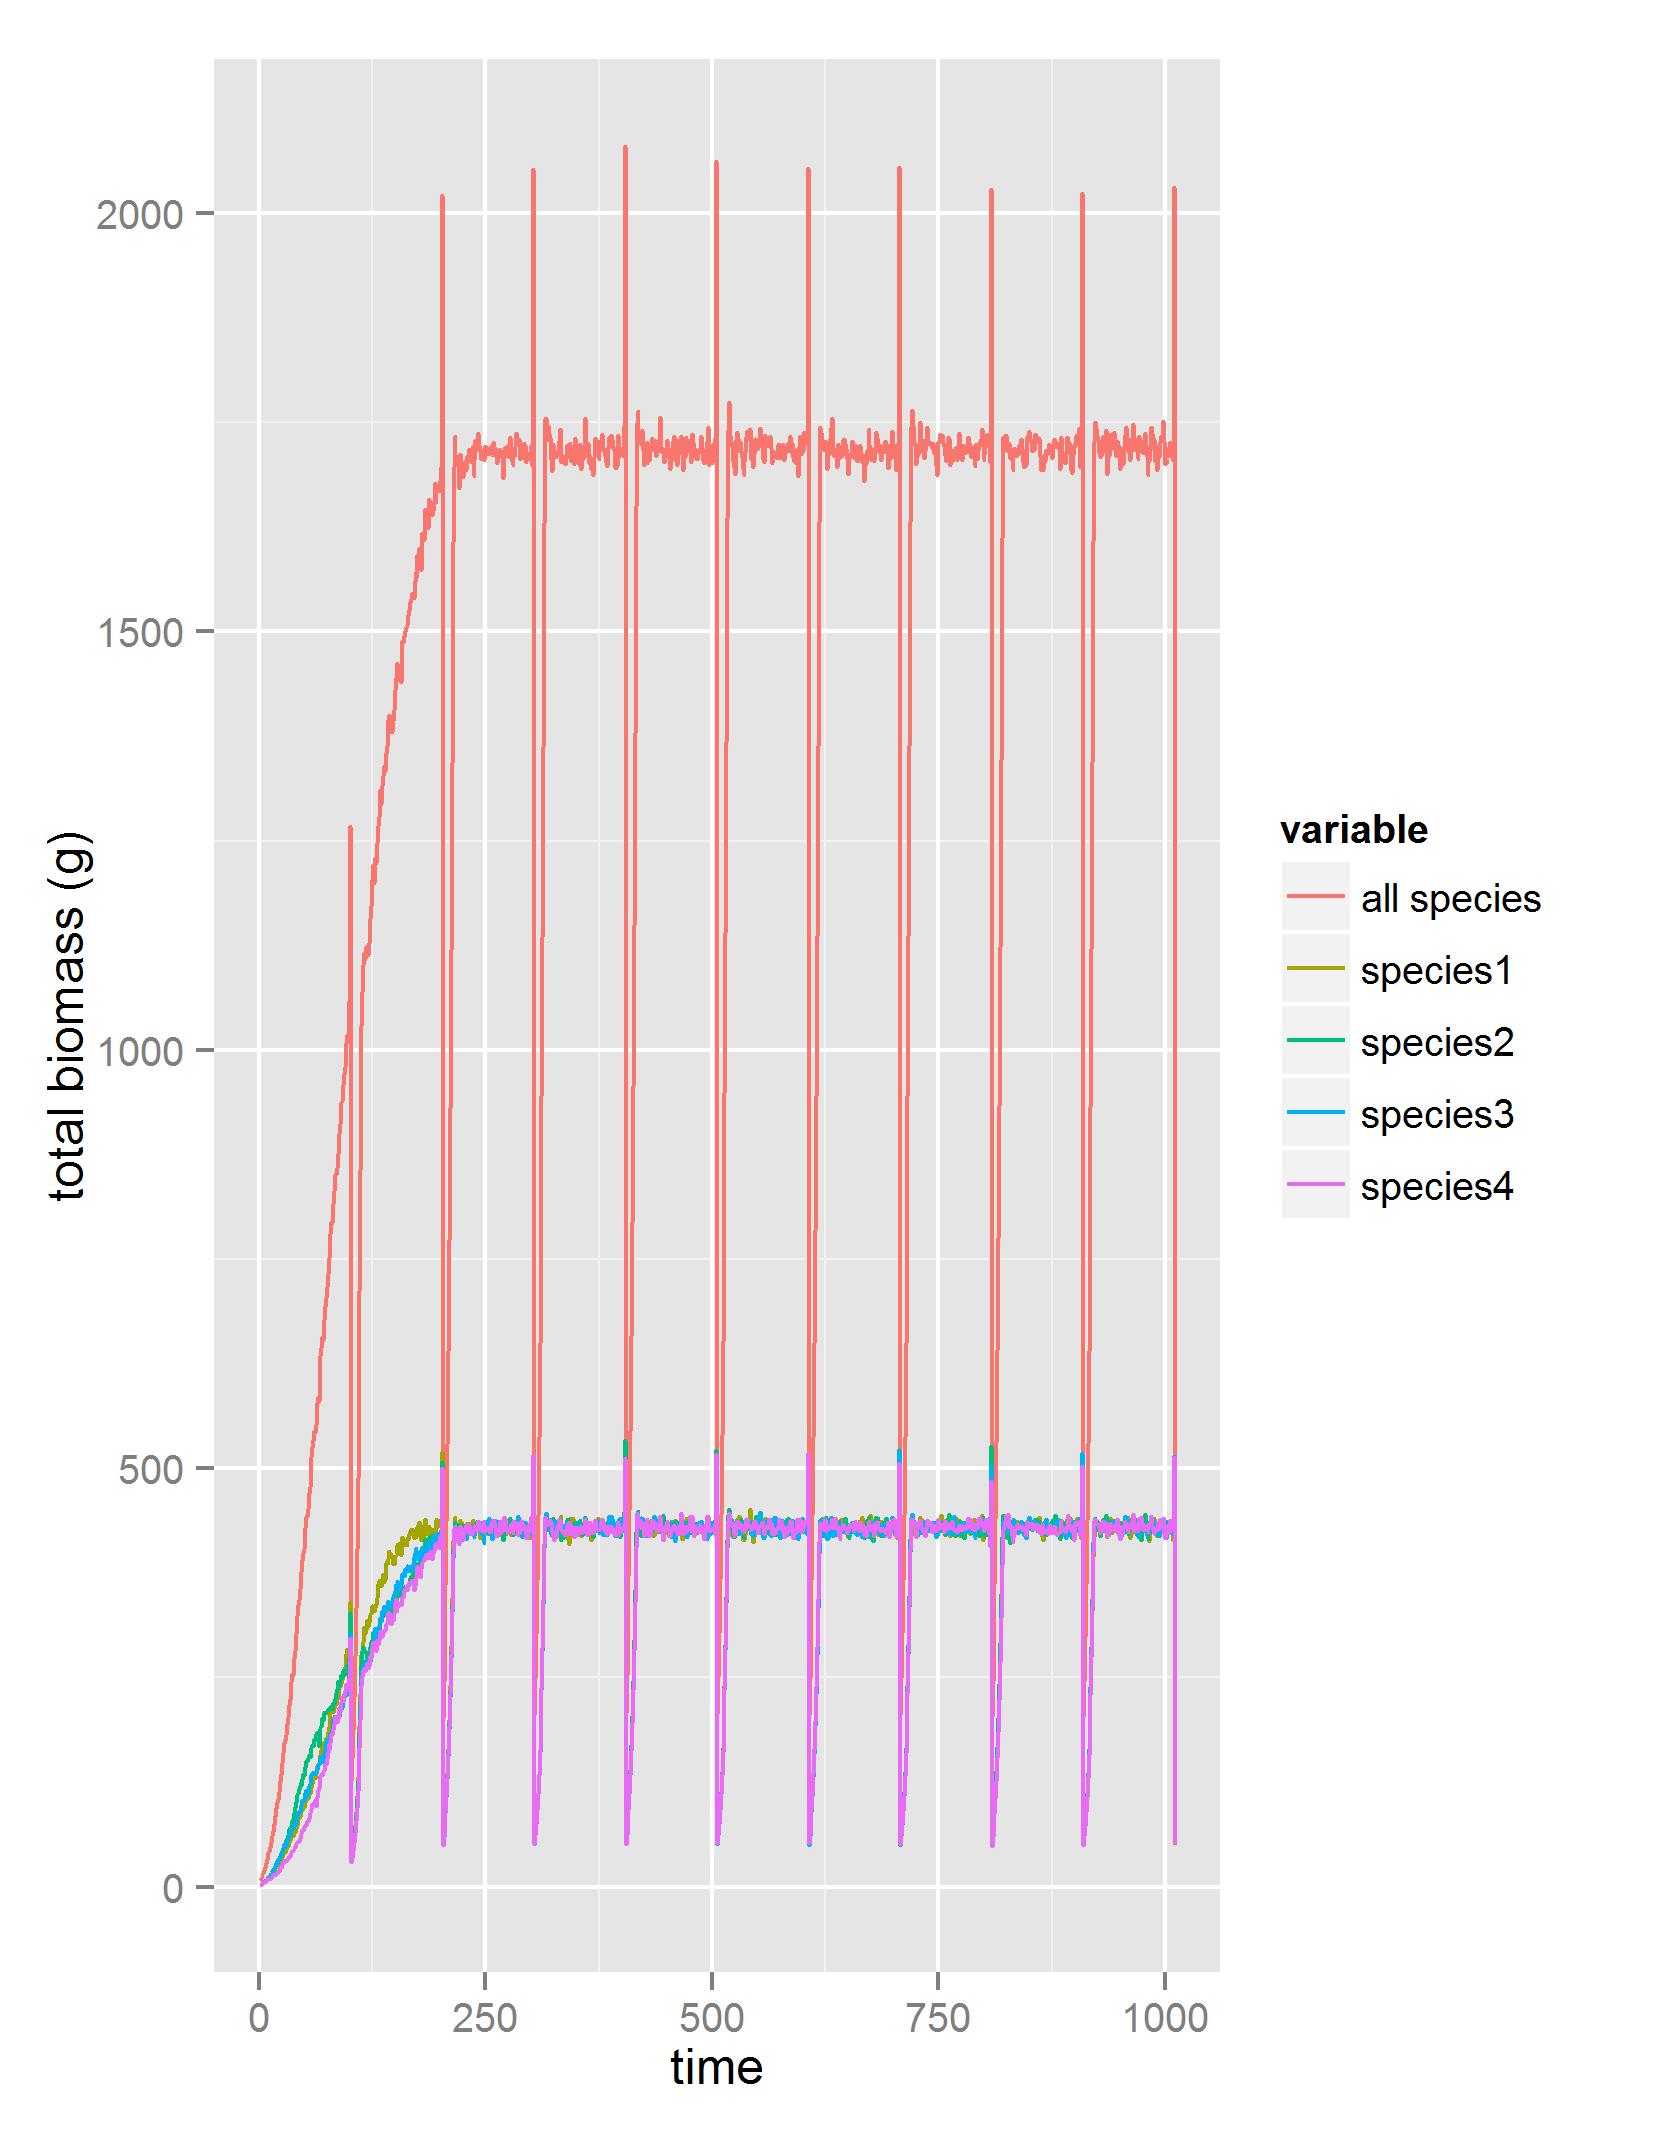 2000
1500
1000
500
0
total biomass (g)
0 250 500 750 1000
time
variable
all species
species1
species2
species3
species4